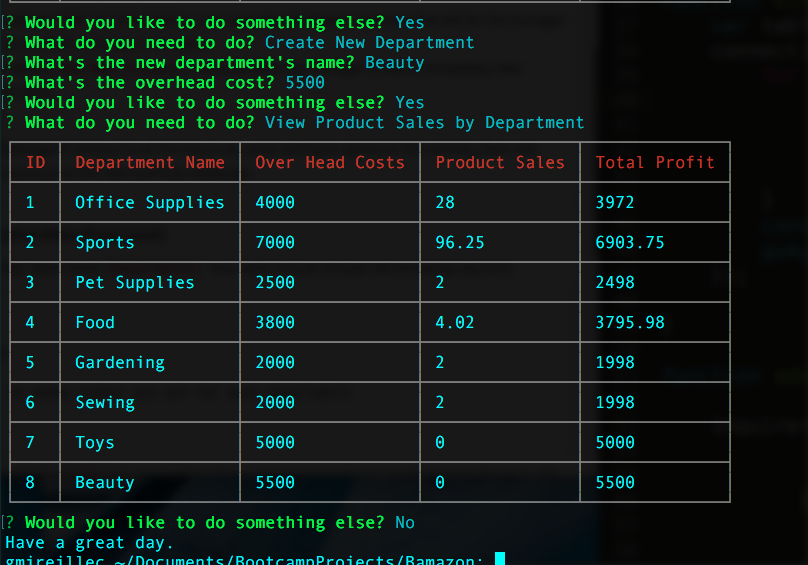 ? Would you like to do something else? Yes
? What do you need to do? Create New Department
? What's the new department's name? Beauty
? What's the overhead cost? 5500
? Would you like to do something else? Yes
? What do you need to do? View Product Sales by Department
ID Department Name Over Head Costs Product Sales Total Profit
1 Office Supplies 4000 28 3972
2 Sports 7000 96.25 6903.75
3 Pet Supplies 2500 2 2498
4 Food 3800 4.02 3795.98
5 Gardening 2000 2 1998
6 Sewing 2000 2 1998
7 Toys 5000 0 5000
8 Beauty 5500 0 5500
? Would you like to do something else? No
Have a great day.
gmireillec ~/Documents/BootcampProjects/Bamazon: